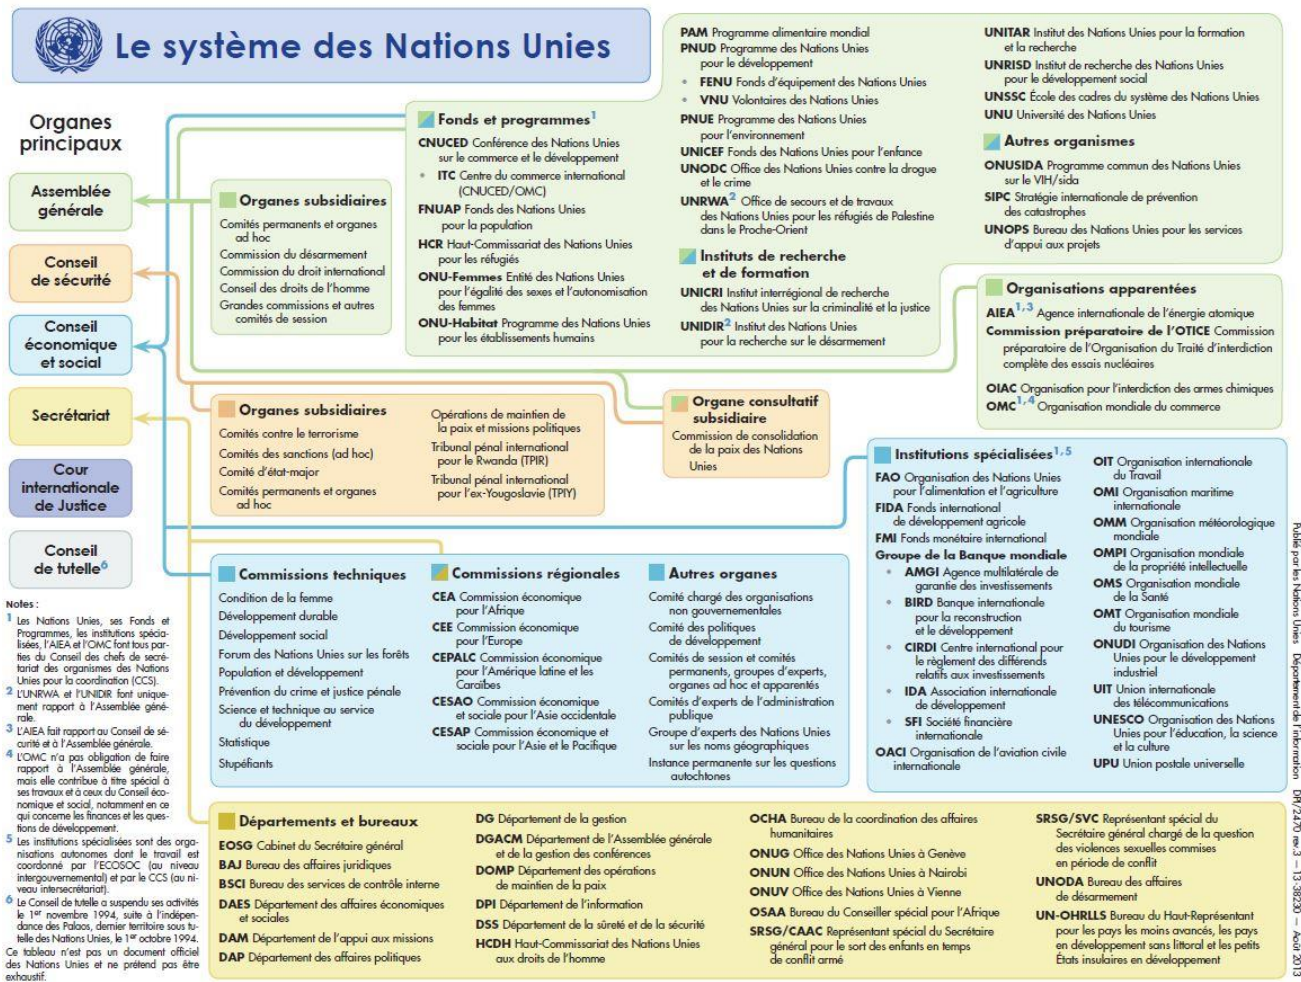 Le système des Nations Unies
Organes
principaux
Assemblée
générale
Conseil
de sécurité
Conseil
économique
et social
Secrétariat
Cour
internationale
de Justice
Conseil
de tutelle6
Notes :
1 Les Nations Unies, ses Fonds et
Programmes, les institutions spécia-
lisées, l'AIEA et l'OMC font tous par-
ties du Conseil des chefs de secré-
tariat des organismes des Nations
Unies pour la coordination (CCS).
2 L'UNRWA et l'UNIDIR font unique-
ment rapport à l'Assemblée géné-
rale.
3 L'AIEA fait rapport au Conseil de sé-
curité et à l'Assemblée générale.
4 L'OMC n'a pas obligation de faire
rapport à l'Assemblée générale,
mais elle contribue à titre spécial à
ses travaux et à ceux du Conseil éco-
nomique et social, notamment en ce
qui concerne les finances et les ques-
tions de développement.
5 Les institutions spécialisées sont des orga-
nisations autonomes dont le travail est
coordonné par l'ECOSOC (au niveau
intergouvernemental) et par le CCS (au ni-
veau intersecrétariat).
6 Le Conseil de tutelle a suspendu ses activités
le 1er novembre 1994, suite à l'indépen-
dance des Palaos, dernier territoire sous tu-
telle des Nations Unies, le 1er octobre 1994.
Ce tableau n'est pas un document officiel
des Nations Unies et ne prétend pas être
exhaustif.
Organes subsidiaires
Comités permanents et organes
ad hoc
Commission du désarmement
Commission du droit international
Conseil des droits de l'homme
Grandes commissions et autres
comités de session
Fonds et programmes1
CNUCED Conférence des Nations Unies
sur le commerce et le développement
• ITC Centre du commerce international
(CNUCED/OMC)
FNUAP Fonds des Nations Unies
pour la population
HCR Haut-Commissariat des Nations Unies
pour les réfugiés
ONU-Femmes Entité des Nations Unies
pour l'égalité des sexes et l'autonomisation
des femmes
ONU-Habitat Programme des Nations Unies
pour les établissements humains
PAM Programme alimentaire mondial
PNUD Programme des Nations Unies
pour le développement
• FENU Fonds d'équipement des Nations Unies
• VNU Volontaires des Nations Unies
PNUE Programme des Nations Unies
pour l'environnement
UNICEF Fonds des Nations Unies pour l'enfance
UNODC Office des Nations Unies contre la drogue
et le crime
UNRWA2 Office de secours et de travaux
des Nations Unies pour les réfugiés de Palestine
dans le Proche-Orient
Instituts de recherche
et de formation
UNICRI Institut interrégional de recherche
des Nations Unies sur la criminalité et la justice
UNIDIR2 Institut des Nations Unies
pour la recherche sur le désarmement
UNITAR Institut des Nations Unies pour la formation
et la recherche
UNRISD Institut de recherche des Nations Unies
pour le développement social
UNSSC École des cadres du système des Nations Unies
UNU Université des Nations Unies
Autres organismes
ONUSIDA Programme commun des Nations Unies
sur le VIH/sida
SIPC Stratégie internationale de prévention
des catastrophes
UNOPS Bureau des Nations Unies pour les services
d'appui aux projets
Organisations apparentées
AIEA1,3 Agence internationale de l'énergie atomique
Commission préparatoire de l'OTICE Commission
préparatoire de l'Organisation du Traité d'interdiction
complète des essais nucléaires
OIAC Organisation pour l'interdiction des armes chimiques
OMC1,4 Organisation mondiale du commerce
Organes subsidiaires
Comités contre le terrorisme
Comités des sanctions (ad hoc)
Comité d'état-major
Comités permanents et organes
ad hoc
Opérations de maintien de
la paix et missions politiques
Tribunal pénal international
pour le Rwanda (TPIR)
Tribunal pénal international
pour l'ex-Yougoslavie (TPIY)
Organe consultatif
subsidiaire
Commission de consolidation
de la paix des Nations
Unies
Institutions spécialisées1,5
FAO Organisation des Nations Unies
pour l'alimentation et l'agriculture
FIDA Fonds international
de développement agricole
FMI Fonds monétaire international
Groupe de la Banque mondiale
• AMGI Agence multilatérale de
garantie des investissements
• BIRD Banque internationale
pour la reconstruction
et le développement
• CIRDI Centre international pour
le règlement des différends
relatifs aux investissements
• IDA Association internationale
de développement
• SFI Société financière
internationale
OACI Organisation de l'aviation civile
internationale
OIT Organisation internationale
du Travail
OMI Organisation maritime
internationale
OMM Organisation météorologique
mondiale
OMPI Organisation mondiale
de la propriété intellectuelle
OMS Organisation mondiale
de la Santé
OMT Organisation mondiale
du tourisme
ONUDI Organisation des Nations
Unies pour le développement
industriel
UIT Union internationale
des télécommunications
UNESCO Organisation des Nations
Unies pour l'éducation, la science
et la culture
UPU Union postale universelle
Commissions techniques
Condition de la femme
Développement durable
Développement social
Forum des Nations Unies sur les forêts
Population et développement
Prévention du crime et justice pénale
Science et technique au service
du développement
Statistique
Stupéfiants
Commissions régionales
CEA Commission économique
pour l'Afrique
CEE Commission économique
pour l'Europe
CEPALC Commission économique
pour l'Amérique latine et les
Caraïbes
CESAO Commission économique
et sociale pour l'Asie occidentale
CESAP Commission économique et
sociale pour l'Asie et le Pacifique
Autres organes
Comité chargé des organisations
non gouvernementales
Comité des politiques
de développement
Comités de session et comités
permanents, groupes d'experts,
organes ad hoc et apparentés
Comités d'experts de l'administration
publique
Groupe d'experts des Nations Unies
sur les noms géographiques
Instance permanente sur les questions
autochtones
Départements et bureaux
EOSG Cabinet du Secrétaire général
BAJ Bureau des affaires juridiques
BSCI Bureau des services de contrôle interne
DAES Département des affaires économiques
et sociales
DAM Département de l'appui aux missions
DAP Département des affaires politiques
DG Département de la gestion
DGACM Département de l'Assemblée générale
et de la gestion des conférences
DOMP Département des opérations
de maintien de la paix
DPI Département de l'information
DSS Département de la sûreté et de la sécurité
HCDH Haut-Commissariat des Nations Unies
aux droits de l'homme
OCHA Bureau de la coordination des affaires
humanitaires
ONUG Office des Nations Unies à Genève
ONUN Office des Nations Unies à Nairobi
ONUV Office des Nations Unies à Vienne
OSAA Bureau du Conseiller spécial pour l'Afrique
SRSG/CAAC Représentant spécial du Secrétaire
général pour le sort des enfants en temps
de conflit armé
SRSG/SVC Représentant spécial du
Secrétaire général chargé de la question
des violences sexuelles commises
en période de conflit
UNODA Bureau des affaires
de désarmement
UN-OHRLLS Bureau du Haut-Représentant
pour les pays les moins avancés, les pays
en développement sans littoral et les petits
États insulaires en développement
Publié par les Nations Unies Département de l'information DPI/2470 rev.3 — 13-38230 — Août 2013